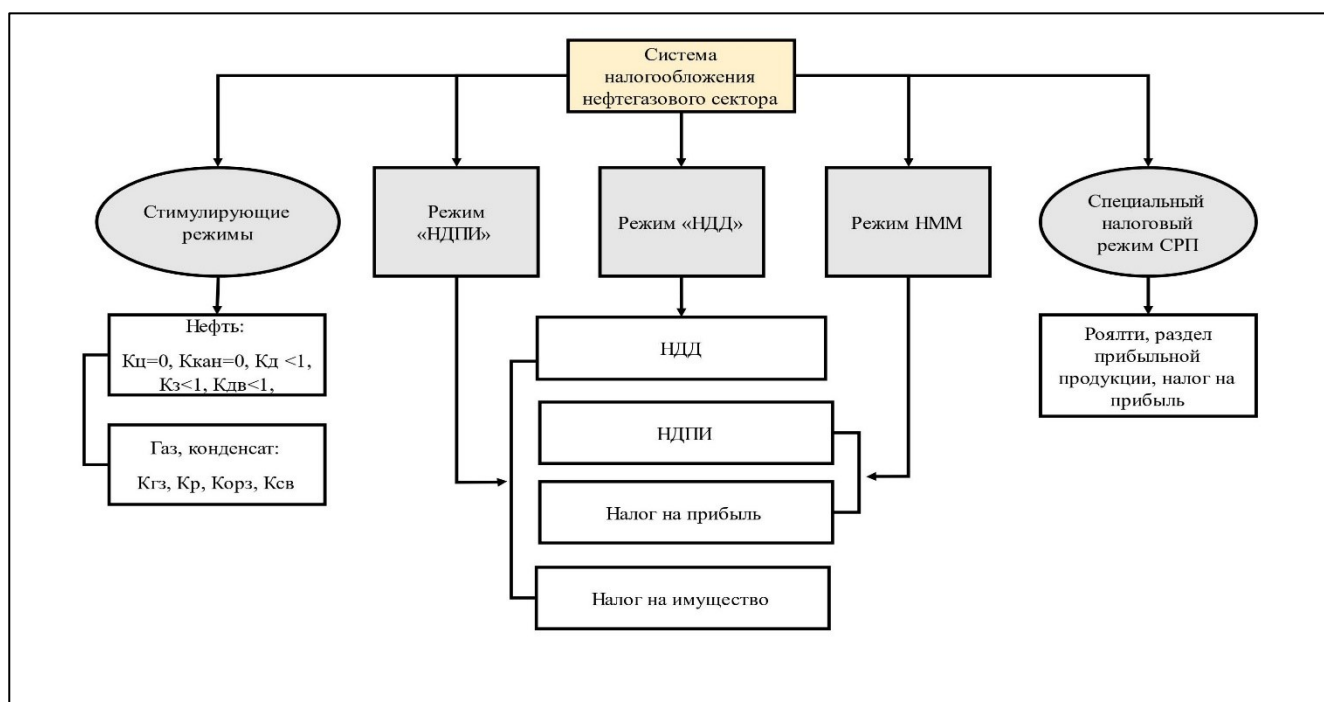 Система
налогообложения
нефтегазового сектора
Стимулирующие
режимы
Режим
«НДПИ»
Режим «НДД»
Режим НММ
Специальный
налоговый
режим СРП
Нефть:
Кц=0, Ккан=0, Кд <1,
Кз<1, Кдв<1,
Газ, конденсат:
Кгз, Кр, Корз, Ксв
НДД
НДПИ
Налог на прибыль
Налог на имущество
Роялти, раздел
прибыльной
продукции, налог на
прибыль